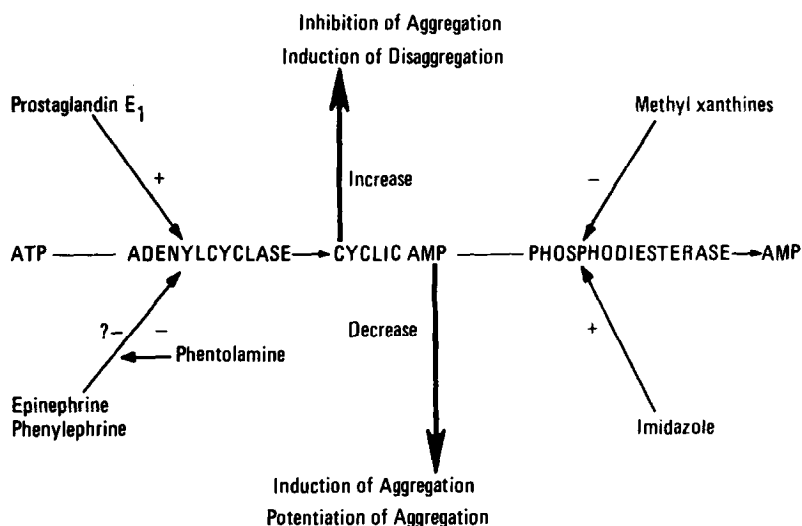 Inhibition of Aggregation
Induction of Disaggregation
Prostaglandin E1
Methyl xanthines
+
Increase
−
ATP — ADENYLCYCLASE → CYCLIC AMP — PHOSPHODIESTERASE → AMP
?− −
Phentolamine
Decrease
+
Epinephrine
Phenylephrine
Imidazole
Induction of Aggregation
Potentiation of Aggregation